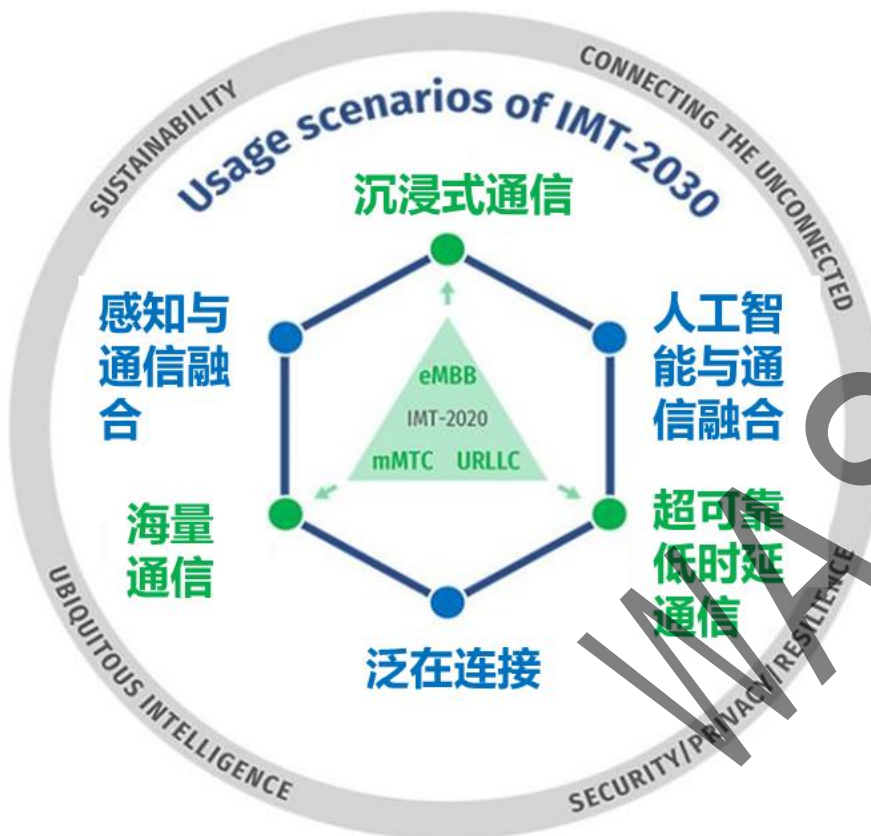 SUSTAINABILITY
CONNECTING THE UNCONNECTED
Usage scenarios of IMT-2030
沉浸式通信
感知与
通信融
合
人工智
能与通
信融合
eMBB
IMT-2020
mMTC URLLC
海量
通信
超可靠
低时延
通信
泛在连接
UBIQUITOUS INTELLIGENCE
SECURITY/PRIVACY/RESILIENCE